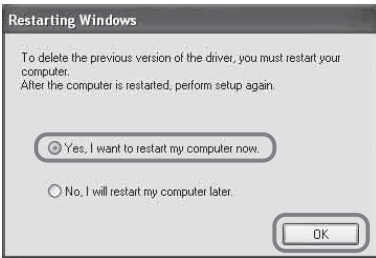 Restarting Windows
To delete the previous version of the driver, you must restart your
computer.
After the computer is restarted, perform setup again.
Yes, I want to restart my computer now.
No, I will restart my computer later.
OK